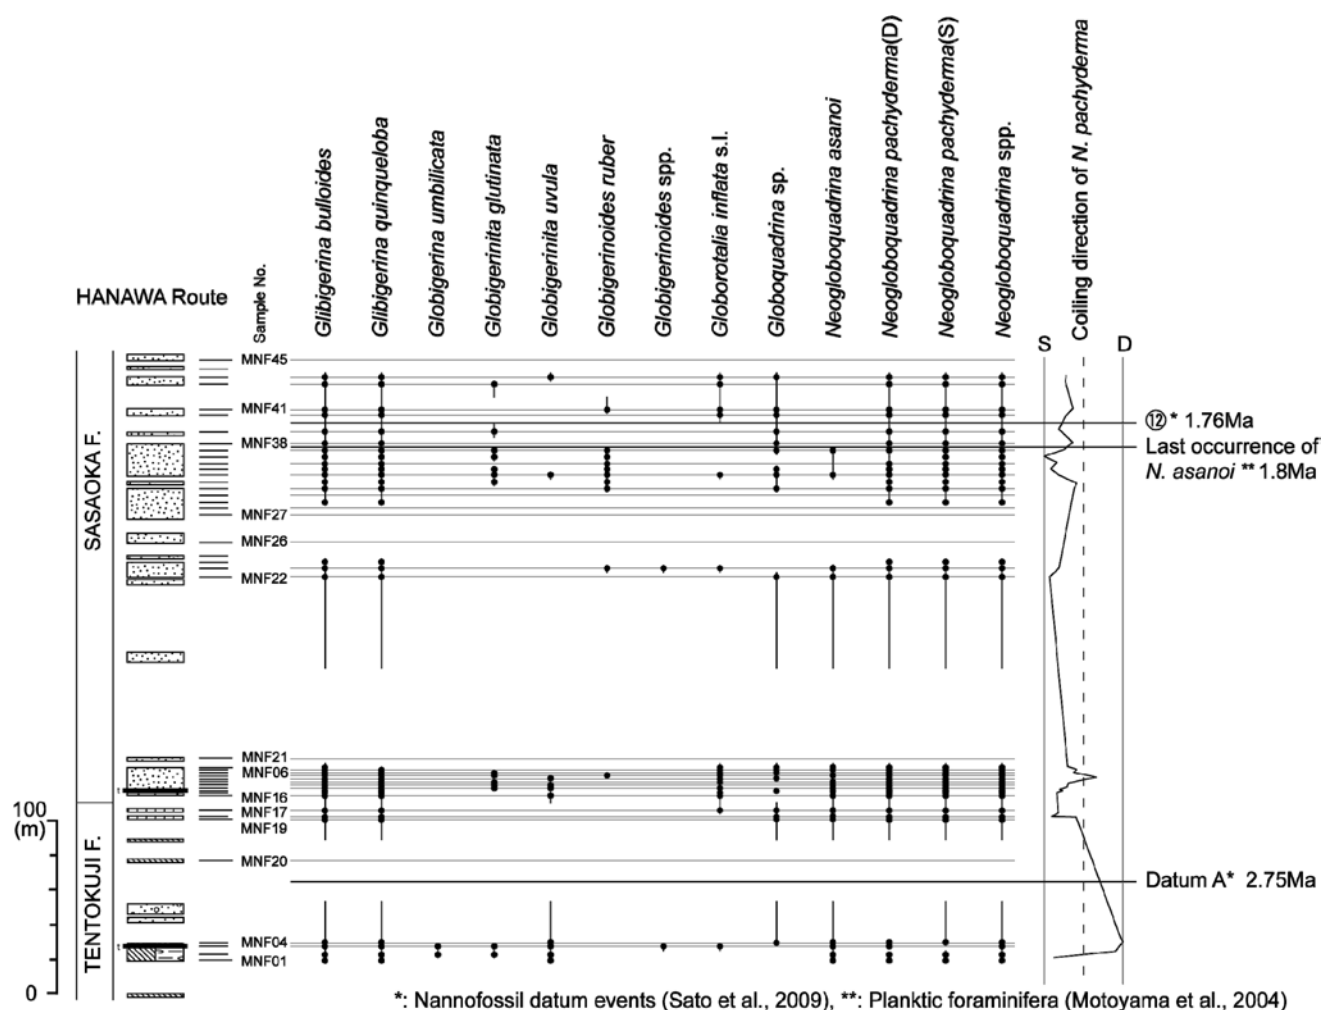 Glibigerina bulloides
Glibigerina quinqueloba
Globigerina umbilicata
Globigerinita glutinata
Globigerinita uvula
Globigerinoides ruber
Globigerinoides spp.
Globorotalia inflata s.l.
Globoquadrina sp.
Neogloboquadrina asanoi
Neogloboquadrina pachyderma(D)
Neogloboquadrina pachyderma(S)
Neogloboquadrina spp.
Coiling direction of N. pachyderma
HANAWA Route
Sample No.
S
D
SASAOKA F.
TENTOKUJI F.
MNF45
MNF41
MNF38
MNF27
MNF26
MNF22
MNF21
MNF06
MNF16
MNF17
MNF19
MNF20
MNF04
MNF01
⑫* 1.76Ma
Last occurrence of
N. asanoi ** 1.8Ma
Datum A* 2.75Ma
100
(m)
0
*: Nannofossil datum events (Sato et al., 2009), **: Planktic foraminifera (Motoyama et al., 2004)